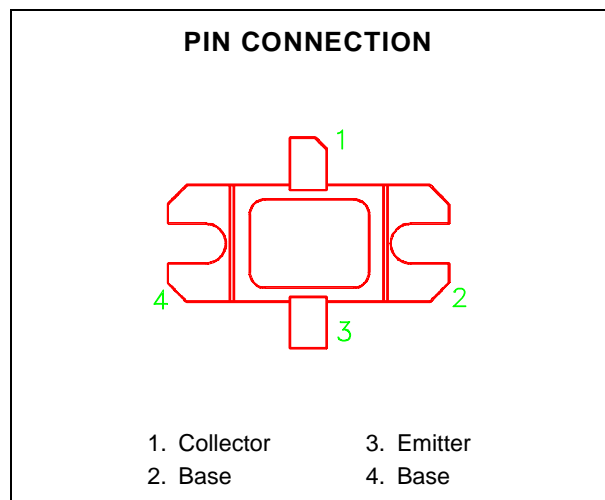 PIN CONNECTION
1
4
2
3
1. Collector
3. Emitter
2. Base
4. Base